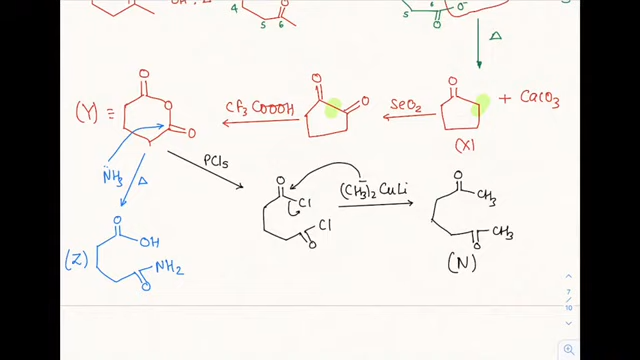 OH, Δ
4 O
5 6
6 O⁻
5 O
Δ
O
O
CF₃COOOH
SeO₂
O
+ CaCO₃
(Y) ≡
O
O
O
(X)
NH₃
Δ
PCl₅
O
Cl
Cl
O
(CH₃)₂CuLi
O
CH₃
CH₃
O
(N)
(Z)
O
OH
NH₂
O
7
/
10